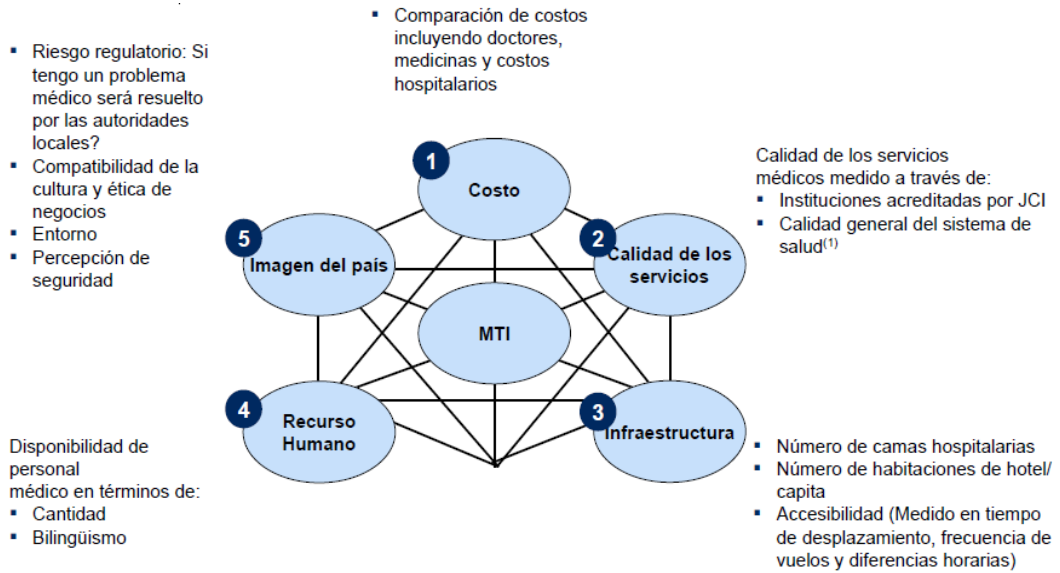 ▪ Comparación de costos
incluyendo doctores,
medicinas y costos
hospitalarios
▪ Riesgo regulatorio: Si
tengo un problema
médico será resuelto
por las autoridades
locales?
▪ Compatibilidad de la
cultura y ética de
negocios
▪ Entorno
▪ Percepción de
seguridad
1
Costo
Calidad de los servicios
médicos medido a través de:
▪ Instituciones acreditadas por JCI
▪ Calidad general del sistema de
salud(1)
5
Imagen del país
2
Calidad de los
servicios
MTI
4
Recurso
Humano
3
Infraestructura
Disponibilidad de
personal
médico en términos de:
▪ Cantidad
▪ Bilingüismo
▪ Número de camas hospitalarias
▪ Número de habitaciones de hotel/
capita
▪ Accesibilidad (Medido en tiempo
de desplazamiento, frecuencia de
vuelos y diferencias horarias)